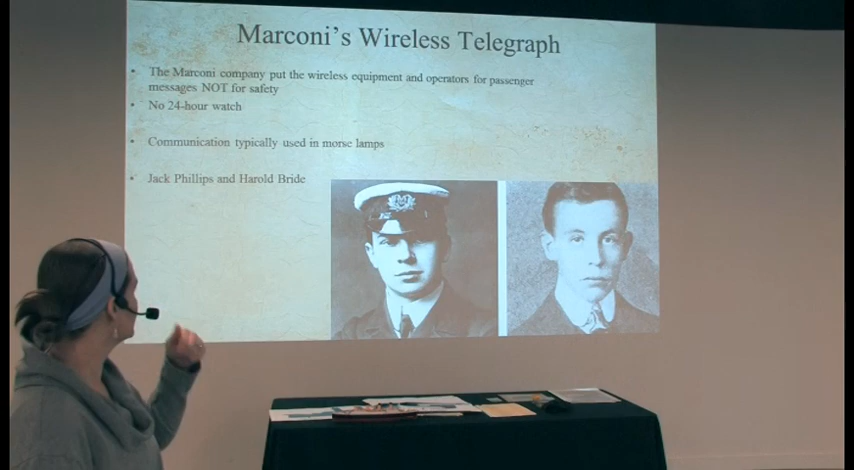 Marconi's Wireless Telegraph
• The Marconi company put the wireless equipment and operators for passenger
messages NOT for safety
• No 24-hour watch
• Communication typically used in morse lamps
• Jack Phillips and Harold Bride